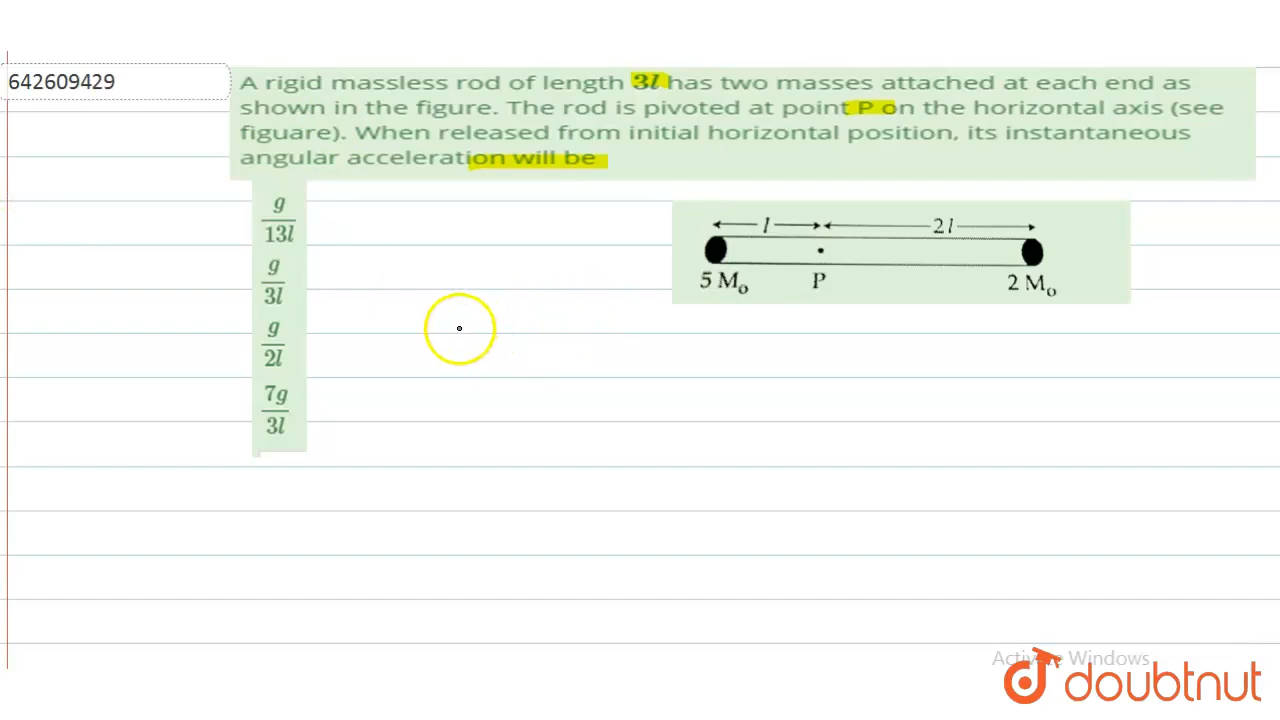 642609429
A rigid massless rod of length 3l has two masses attached at each end as
shown in the figure. The rod is pivoted at point P on the horizontal axis (see
figuare). When released from initial horizontal position, its instantaneous
angular acceleration will be
g
13l
g
3l
g
2l
7g
3l
l 2l
5 M₀ P 2 M₀
Activate Windows
doubtnut